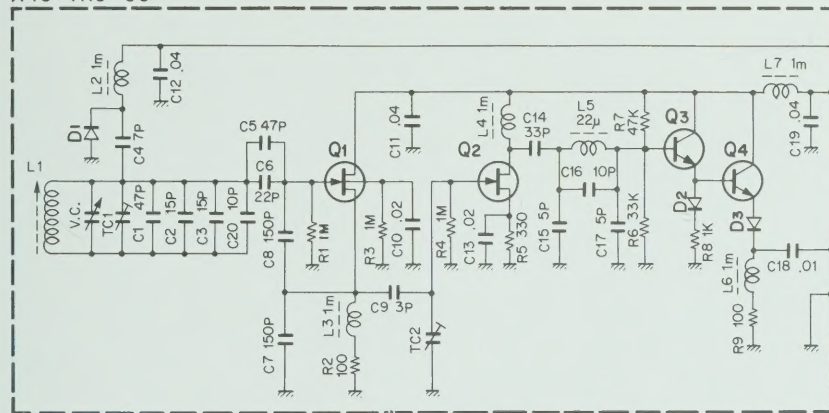 L2 1m
C12 .04
D1
C4 7P
L1
V.C.
TC1
C1 47P
C2 15P
C3 15P
C20 10P
C5 47P
C6
22P
C8 150P
C7 150P
R1 1M
Q1
L3 1m
R2
100
R3 1M
C10 .02
C11 .04
C9 3P
TC2
R4 1M
Q2
L4 1m
C13 .02
R5 330
C14
33P
L5
22μ
C16 10P
C15 5P
C17 5P
R7
47K
R6 33K
Q3
D2
R8 1K
Q4
D3
L6 1m
R9 100
C18 .01
L7 1m
C19 .04